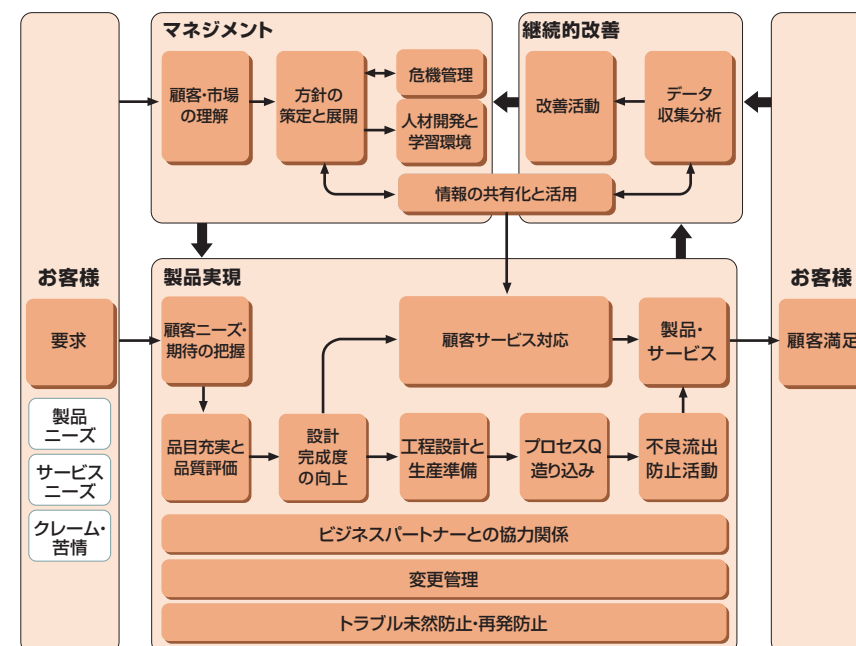 お客様
要求
製品
ニーズ
サービス
ニーズ
クレーム・
苦情
マネジメント
顧客・市場
の理解
方針の
策定と展開
危機管理
人材開発と
学習環境
継続的改善
改善活動
データ
収集分析
情報の共有化と活用
製品実現
顧客ニーズ・
期待の把握
顧客サービス対応
製品・
サービス
品目充実と
品質評価
設計
完成度
の向上
工程設計と
生産準備
プロセスQ
造り込み
不良流出
防止活動
ビジネスパートナーとの協力関係
変更管理
トラブル未然防止・再発防止
お客様
顧客満足